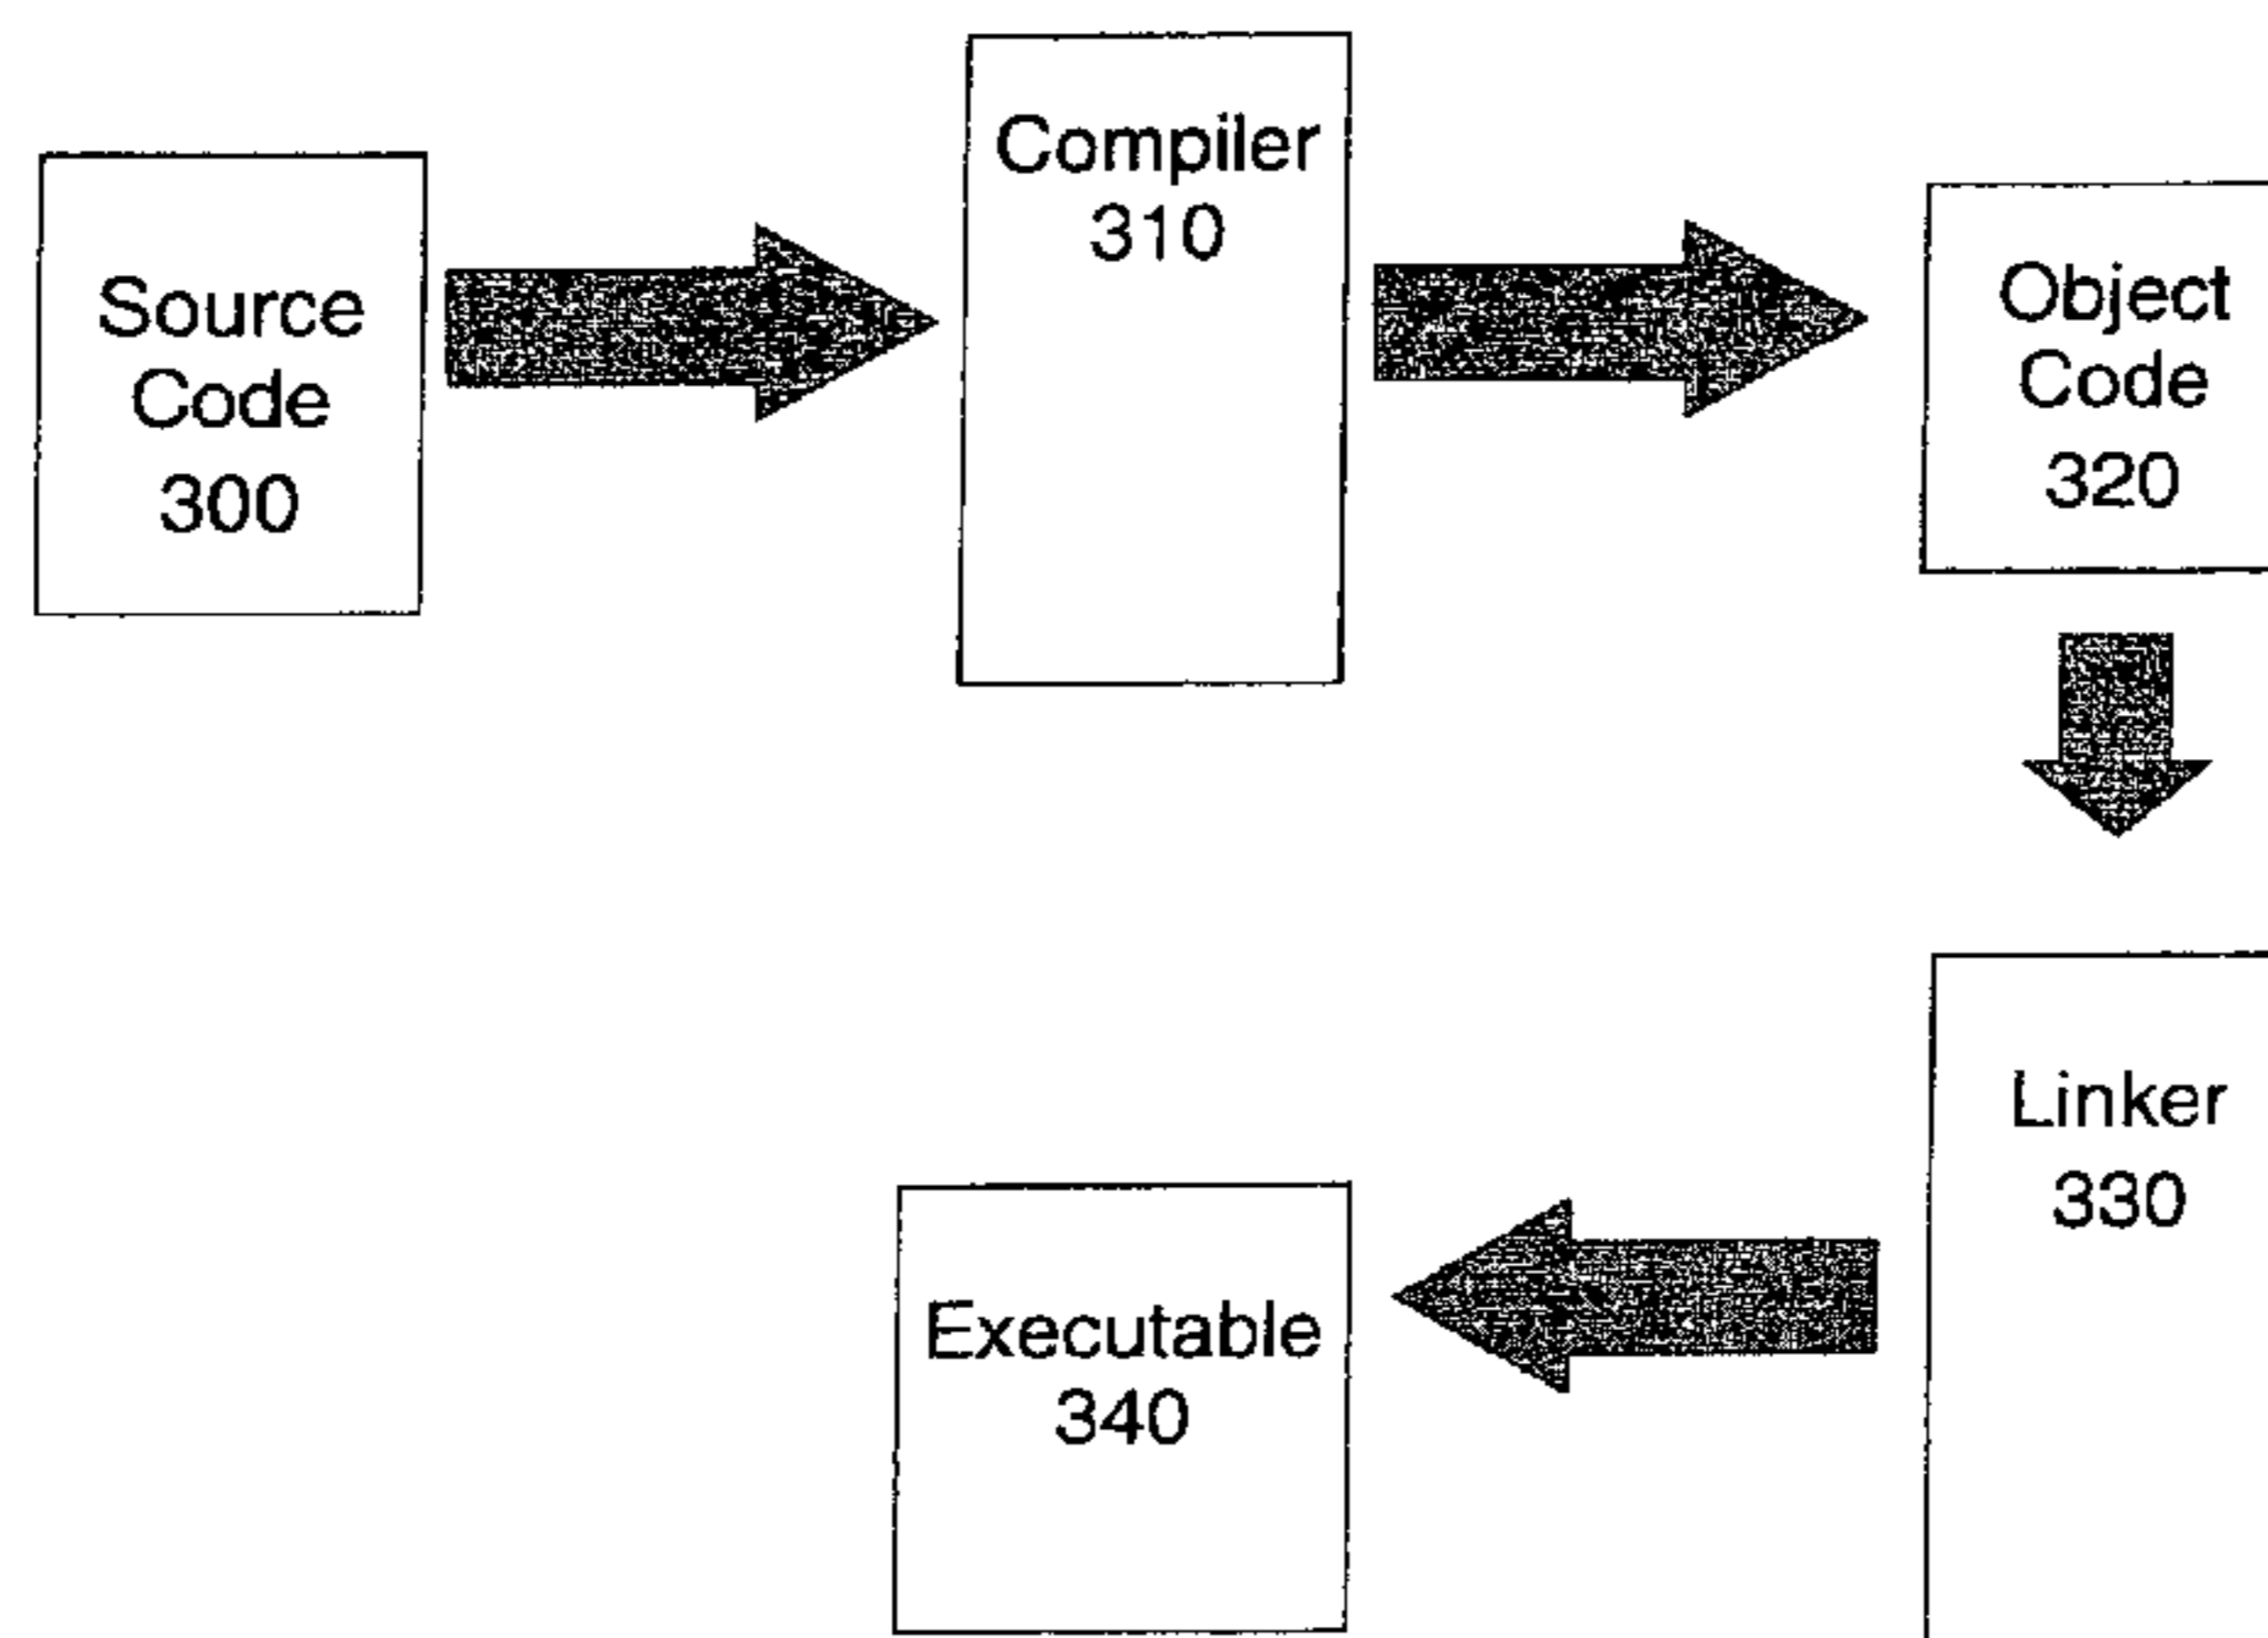 Source
Code
300
Compiler
310
Object
Code
320
Linker
330
Executable
340